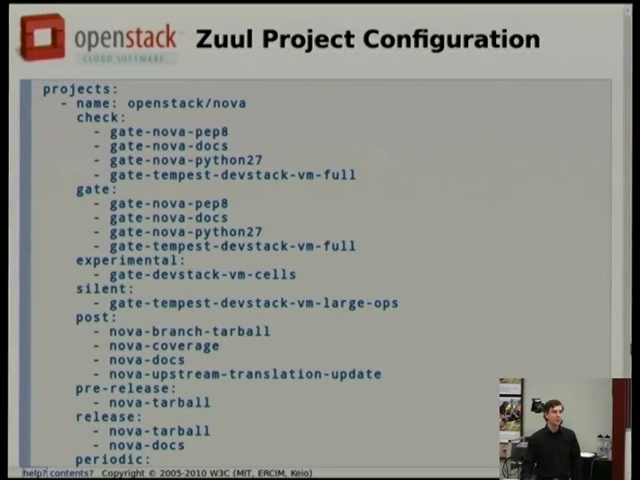 openstack
CLOUD SOFTWARE
Zuul Project Configuration
projects:
- name: openstack/nova
check:
- gate-nova-pep8
- gate-nova-docs
- gate-nova-python27
- gate-tempest-devstack-vm-full
gate:
- gate-nova-pep8
- gate-nova-docs
- gate-nova-python27
- gate-tempest-devstack-vm-full
experimental:
- gate-devstack-vm-cells
silent:
- gate-tempest-devstack-vm-large-ops
post:
- nova-branch-tarball
- nova-coverage
- nova-docs
- nova-upstream-translation-update
pre-release:
- nova-tarball
release:
- nova-tarball
- nova-docs
periodic:
help? contents? Copyright © 2005-2010 W3C (MIT, ERCIM, Keio)